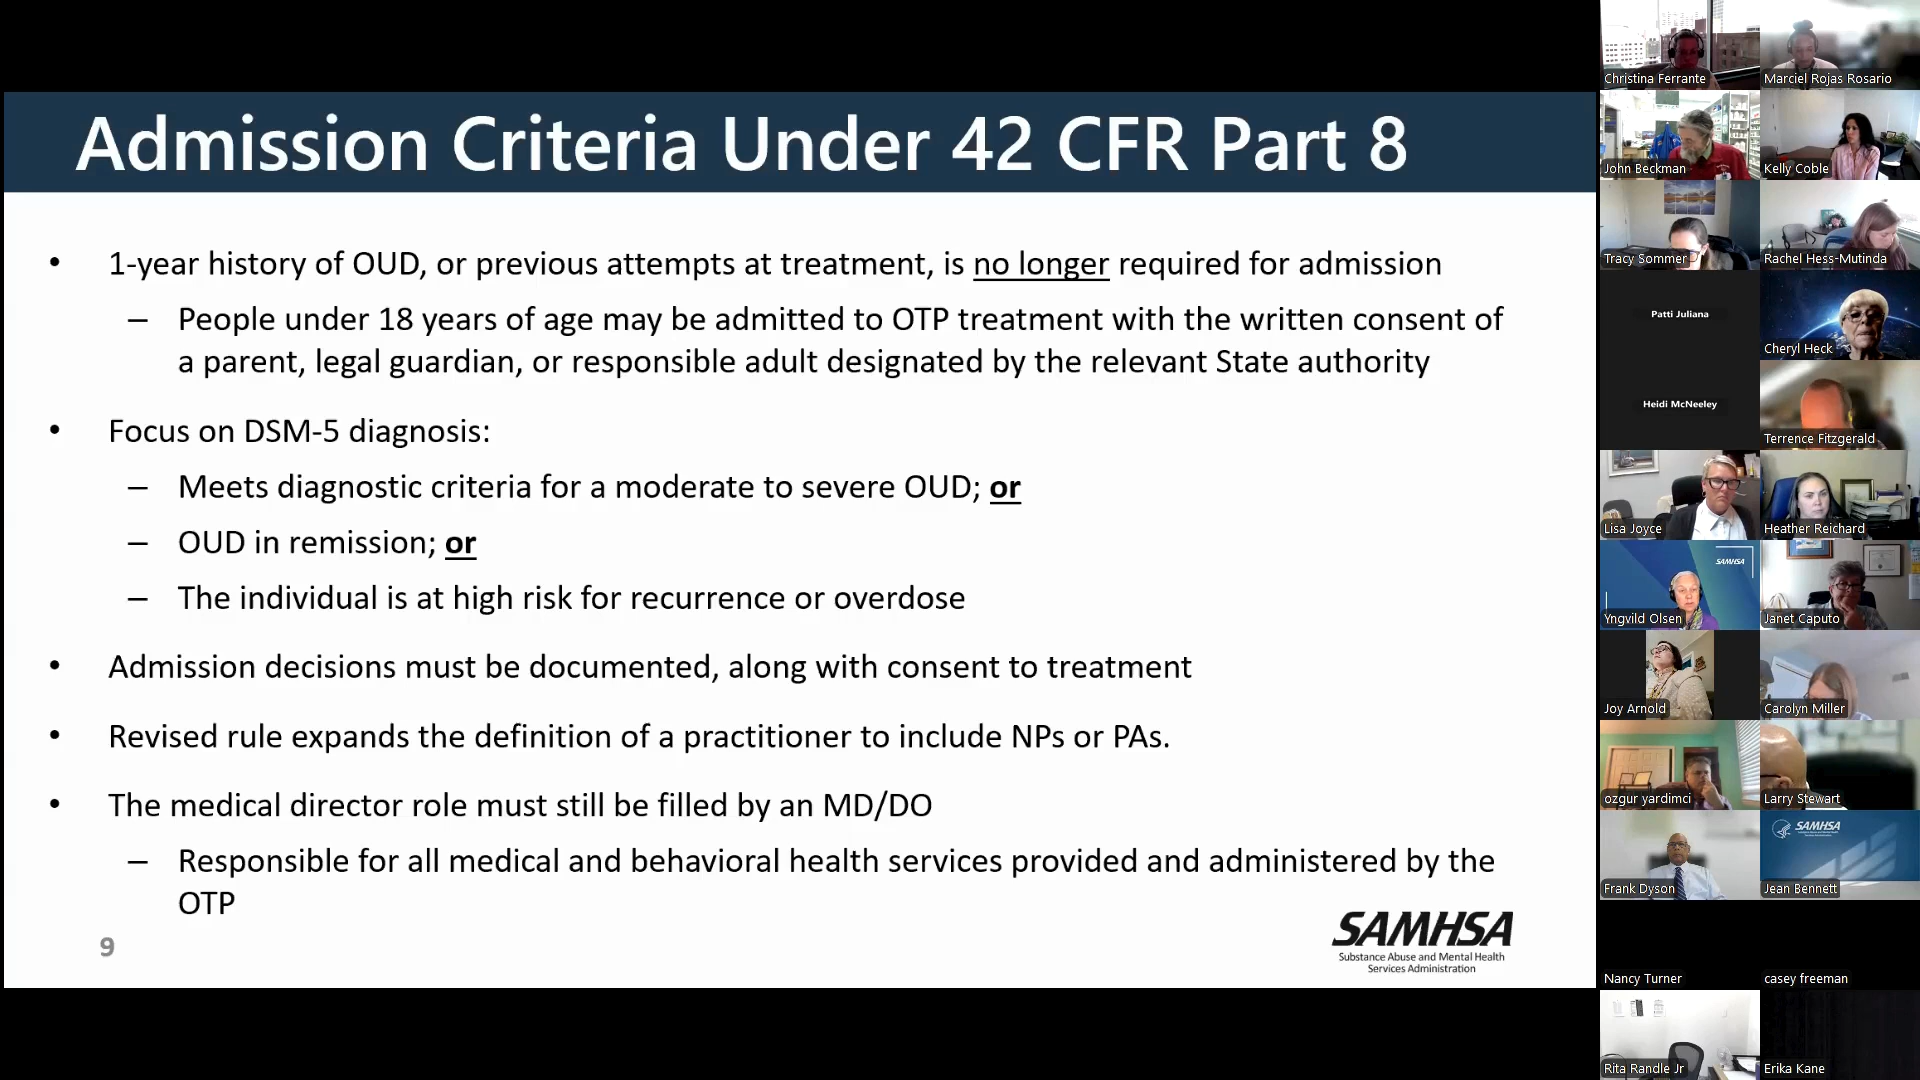 Admission Criteria Under 42 CFR Part 8
• 1-year history of OUD, or previous attempts at treatment, is no longer required for admission
– People under 18 years of age may be admitted to OTP treatment with the written consent of
a parent, legal guardian, or responsible adult designated by the relevant State authority
• Focus on DSM-5 diagnosis:
– Meets diagnostic criteria for a moderate to severe OUD; or
– OUD in remission; or
– The individual is at high risk for recurrence or overdose
• Admission decisions must be documented, along with consent to treatment
• Revised rule expands the definition of a practitioner to include NPs or PAs.
• The medical director role must still be filled by an MD/DO
– Responsible for all medical and behavioral health services provided and administered by the
OTP
9
SAMHSA
Substance Abuse and Mental Health
Services Administration
Christina Ferrante
Marciel Rojas Rosario
John Beckman
Kelly Coble
Tracy Sommer
Rachel Hess-Mutinda
Patti Juliana
Cheryl Heck
Heidi McNeeley
Terrence Fitzgerald
Lisa Joyce
Heather Reichard
SAMHSA
Yngvild Olsen
Janet Caputo
Joy Arnold
Carolyn Miller
ozgur yardimci
Larry Stewart
SAMHSA
Frank Dyson
Jean Bennett
Nancy Turner
casey freeman
Rita Randle Jr
Erika Kane